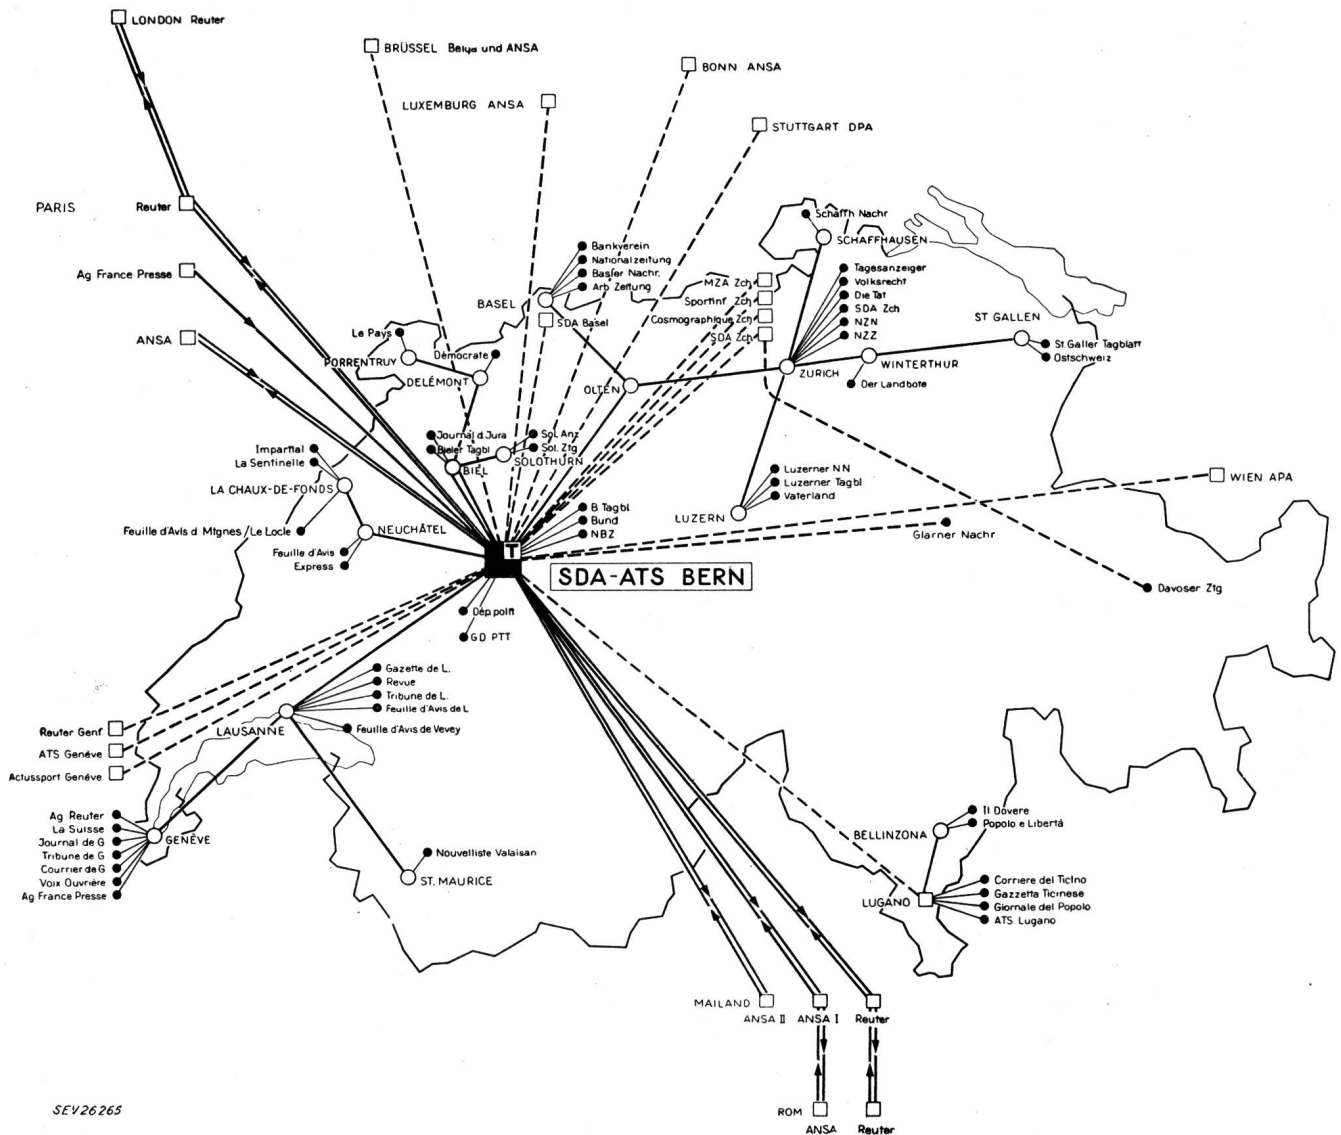 LONDON Reuter
BRÜSSEL Belga und ANSA
BONN ANSA
LUXEMBURG ANSA
STUTTGART DPA
PARIS
Reuter
Ag France Presse
ANSA
Schaffh Nachr
SCHAFFHAUSEN
Bankverein
Nationalzeitung
Basler Nachr.
Arb Zeitung
BASEL
SDA Basel
MZA Zch
Sportinf Zch
Cosmographique Zch
SDA Zch
Tagesanzeiger
Volksrecht
Die Tat
SDA Zch
NZN
NZZ
ZURICH
WINTERTHUR
Der Landbote
ST GALLEN
St.Galler Tagblatt
Ostschweiz
Le Pays
PORRENTRUY
Démocrate
DELÉMONT
OLTEN
Journal d.Jura
Bieler Tagbl
BIEL
Sol. Anz
Sol. Ztg
SOLOTHURN
Impartial
La Sentinelle
LA CHAUX-DE-FONDS
Feuille d'Avis d Mtgnes/Le Locle
NEUCHÂTEL
Feuille d'Avis
Express
Luzerner NN
Luzerner Tagbl
Vaterland
LUZERN
WIEN APA
B Tagbl
Bund
NBZ
Glarner Nachr
Davoser Ztg
T
SDA-ATS BERN
Dép polit
GD PTT
Gazette de L.
Revue
Tribune de L.
Feuille d'Avis de L
Feuille d'Avis de Vevey
LAUSANNE
Reuter Genf
ATS Genève
Actussport Genève
Ag Reuter
La Suisse
Journal de G
Tribune de G
Courrier de G
Voix Ouvrière
Ag France Presse
GENÈVE
Nouvelliste Valaisan
ST. MAURICE
Il Dovere
Popolo e Libertá
BELLINZONA
LUGANO
Corriere del Ticino
Gazzetta Ticinese
Giornale del Popolo
ATS Lugano
MAILAND
ANSA II
ANSA I
Reuter
ROM
ANSA
Reuter
SEV26265